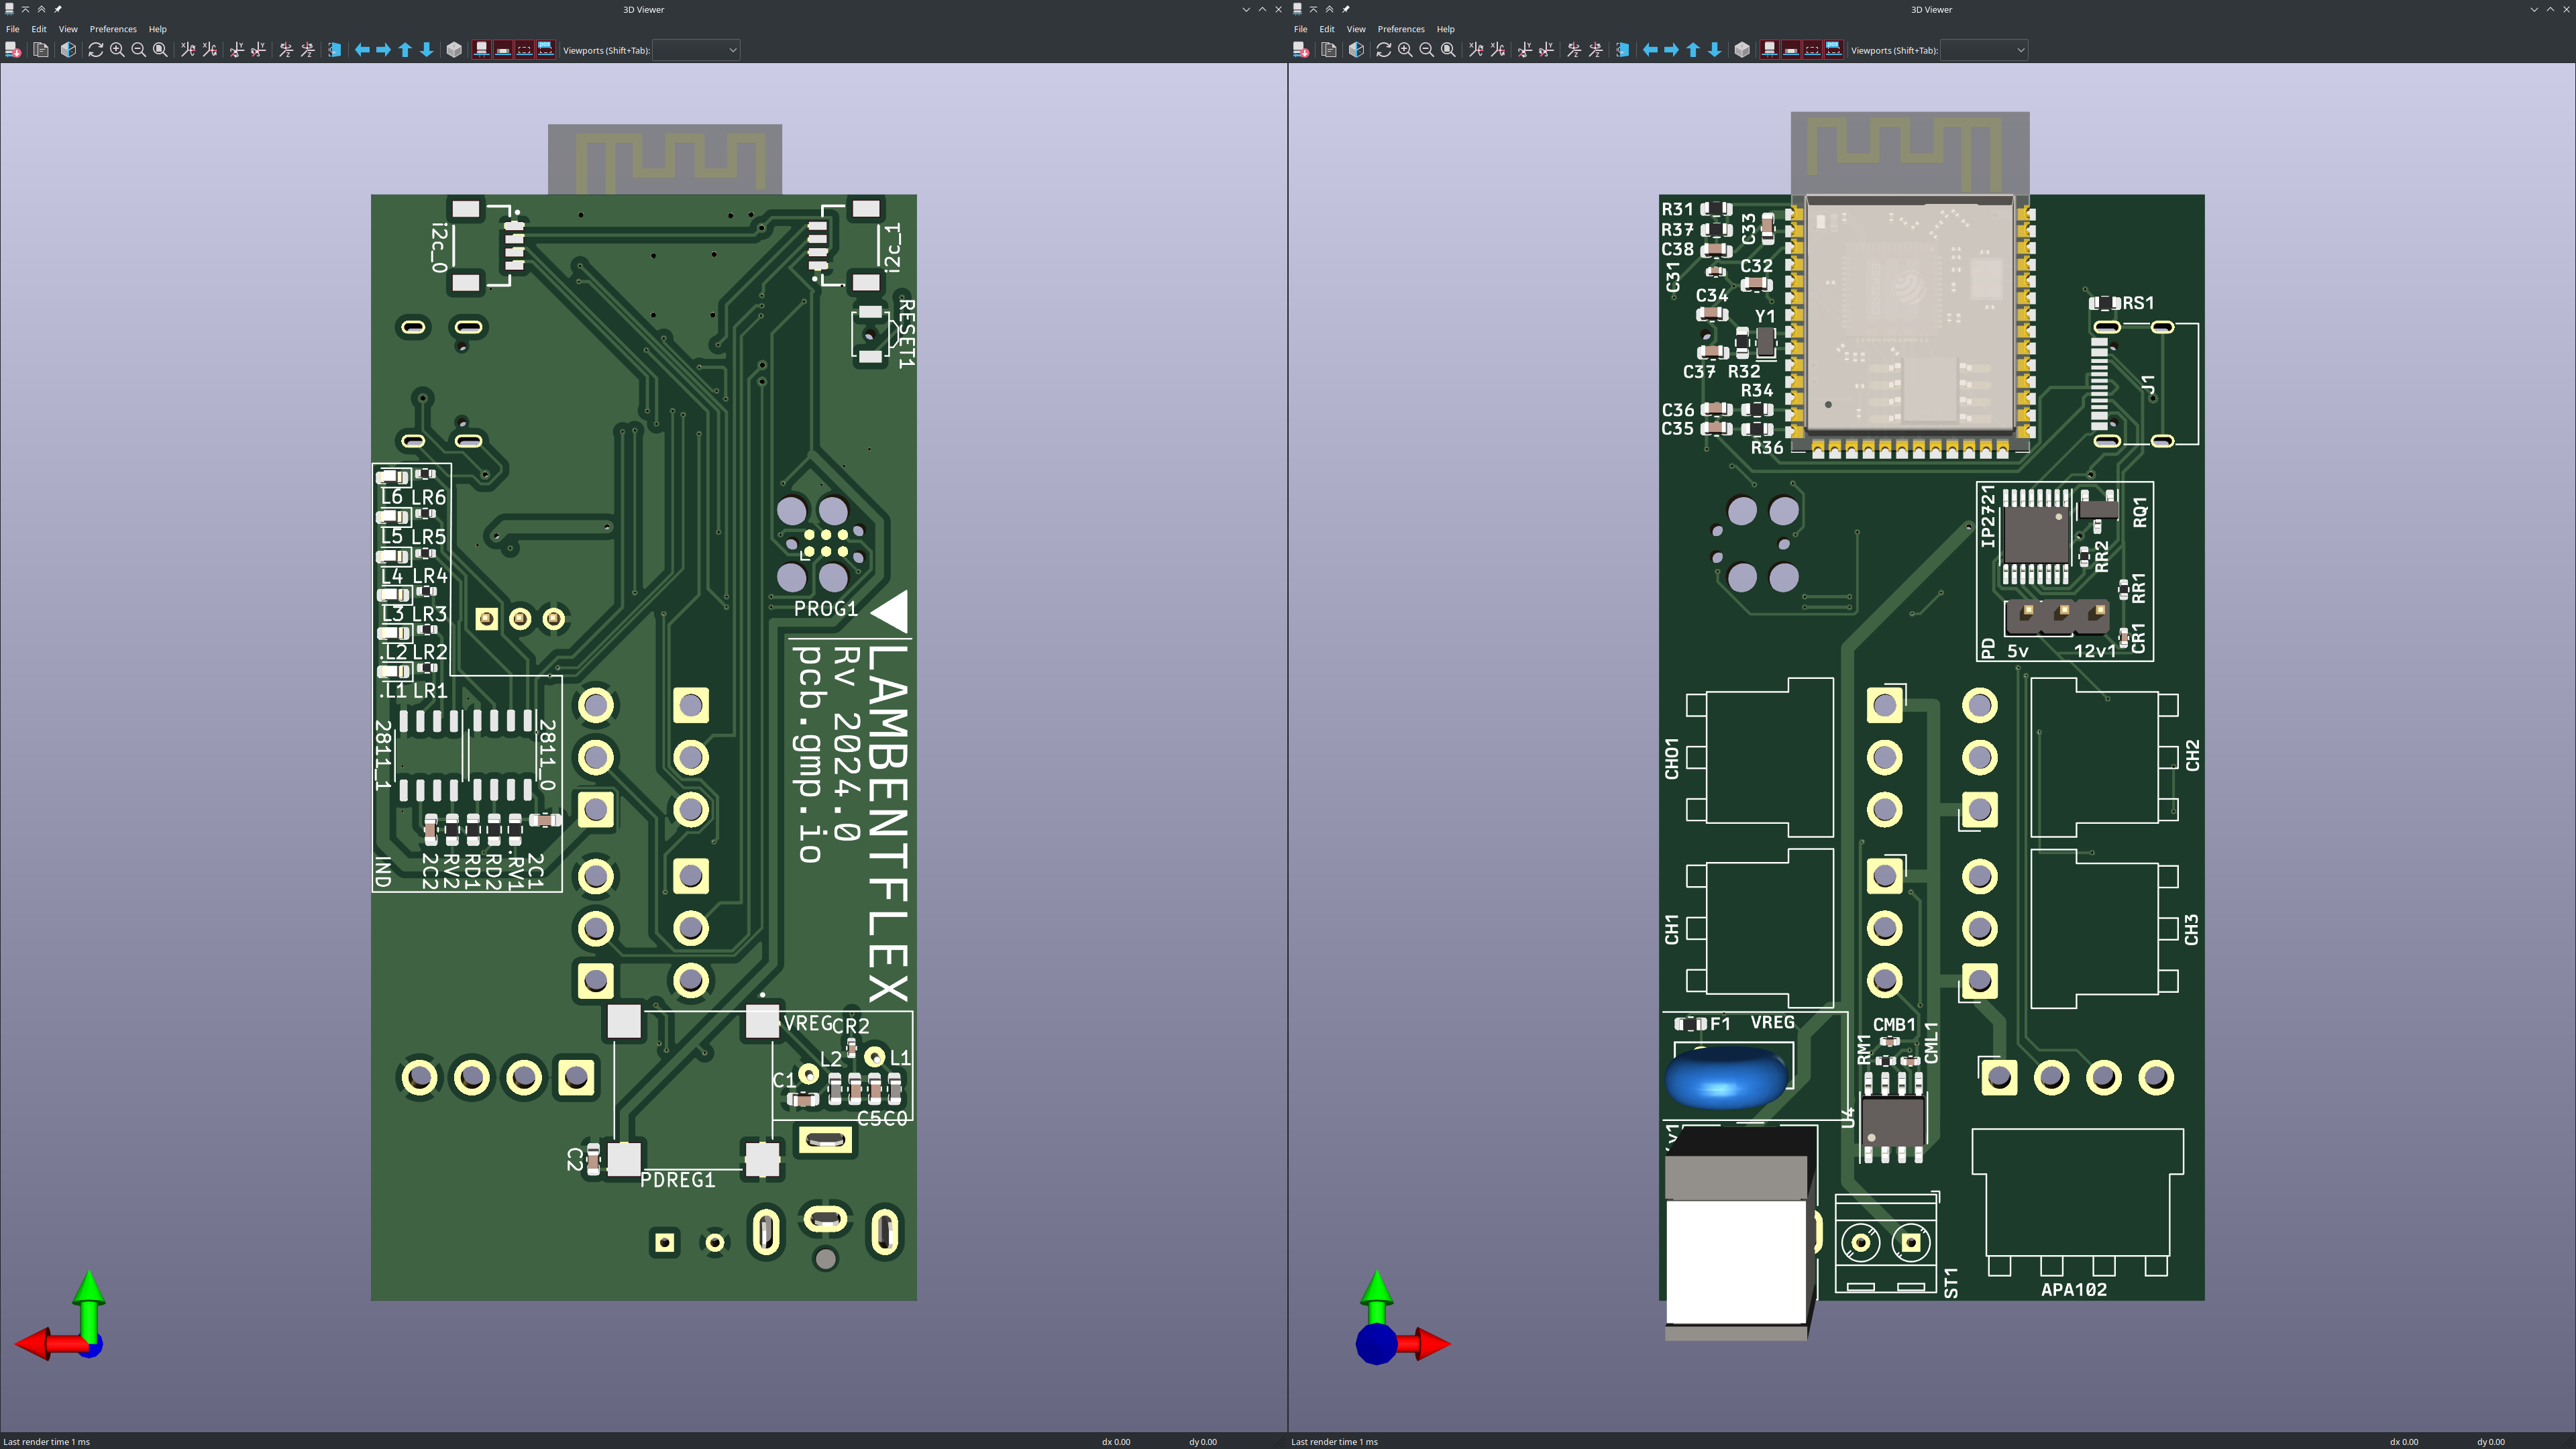 3D Viewer
File Edit View Preferences Help
Viewports (Shift+Tab):
i2c_0
i2c_1
RESET1
L6 LR6
L5 LR5
L4 LR4
L3 LR3
.L2 LR2
.L1 LR1
PROG1
LAMBENTFLEX
Rv 2024.0
pcb.gmp.io
2811_1
2811_0
IND
2C2
RV2
RD1
RD2
.RV1
2C1
VREG
CR2
L2
L1
C1
C5
C0
C2
PDREG1
Last render time 1 ms
dx 0.00
dy 0.00
3D Viewer
File Edit View Preferences Help
Viewports (Shift+Tab):
R31
R37
C38
C33
C31
C32
C34
Y1
C37 R32
R34
C36
C35
R36
RS1
J1
IP2721
RQ1
RR2
RR1
CR1
PD
5v
12v1
CH01
CH2
CH1
CH3
F1
VREG
CMB1
RM1
CML1
U4
ST1
APA102
Last render time 1 ms
dx 0.00
dy 0.00